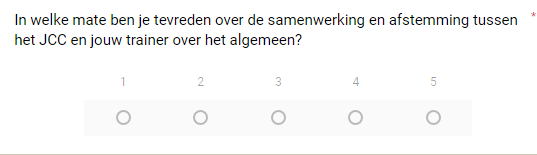 In welke mate ben je tevreden over de samenwerking en afstemming tussen *
het JCC en jouw trainer over het algemeen?
1 2 3 4 5